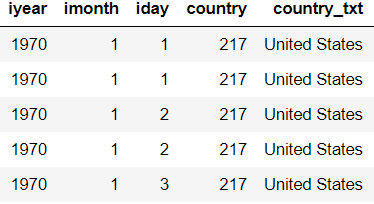 iyear imonth iday country country_txt
1970 1 1 217 United States
1970 1 1 217 United States
1970 1 2 217 United States
1970 1 2 217 United States
1970 1 3 217 United States